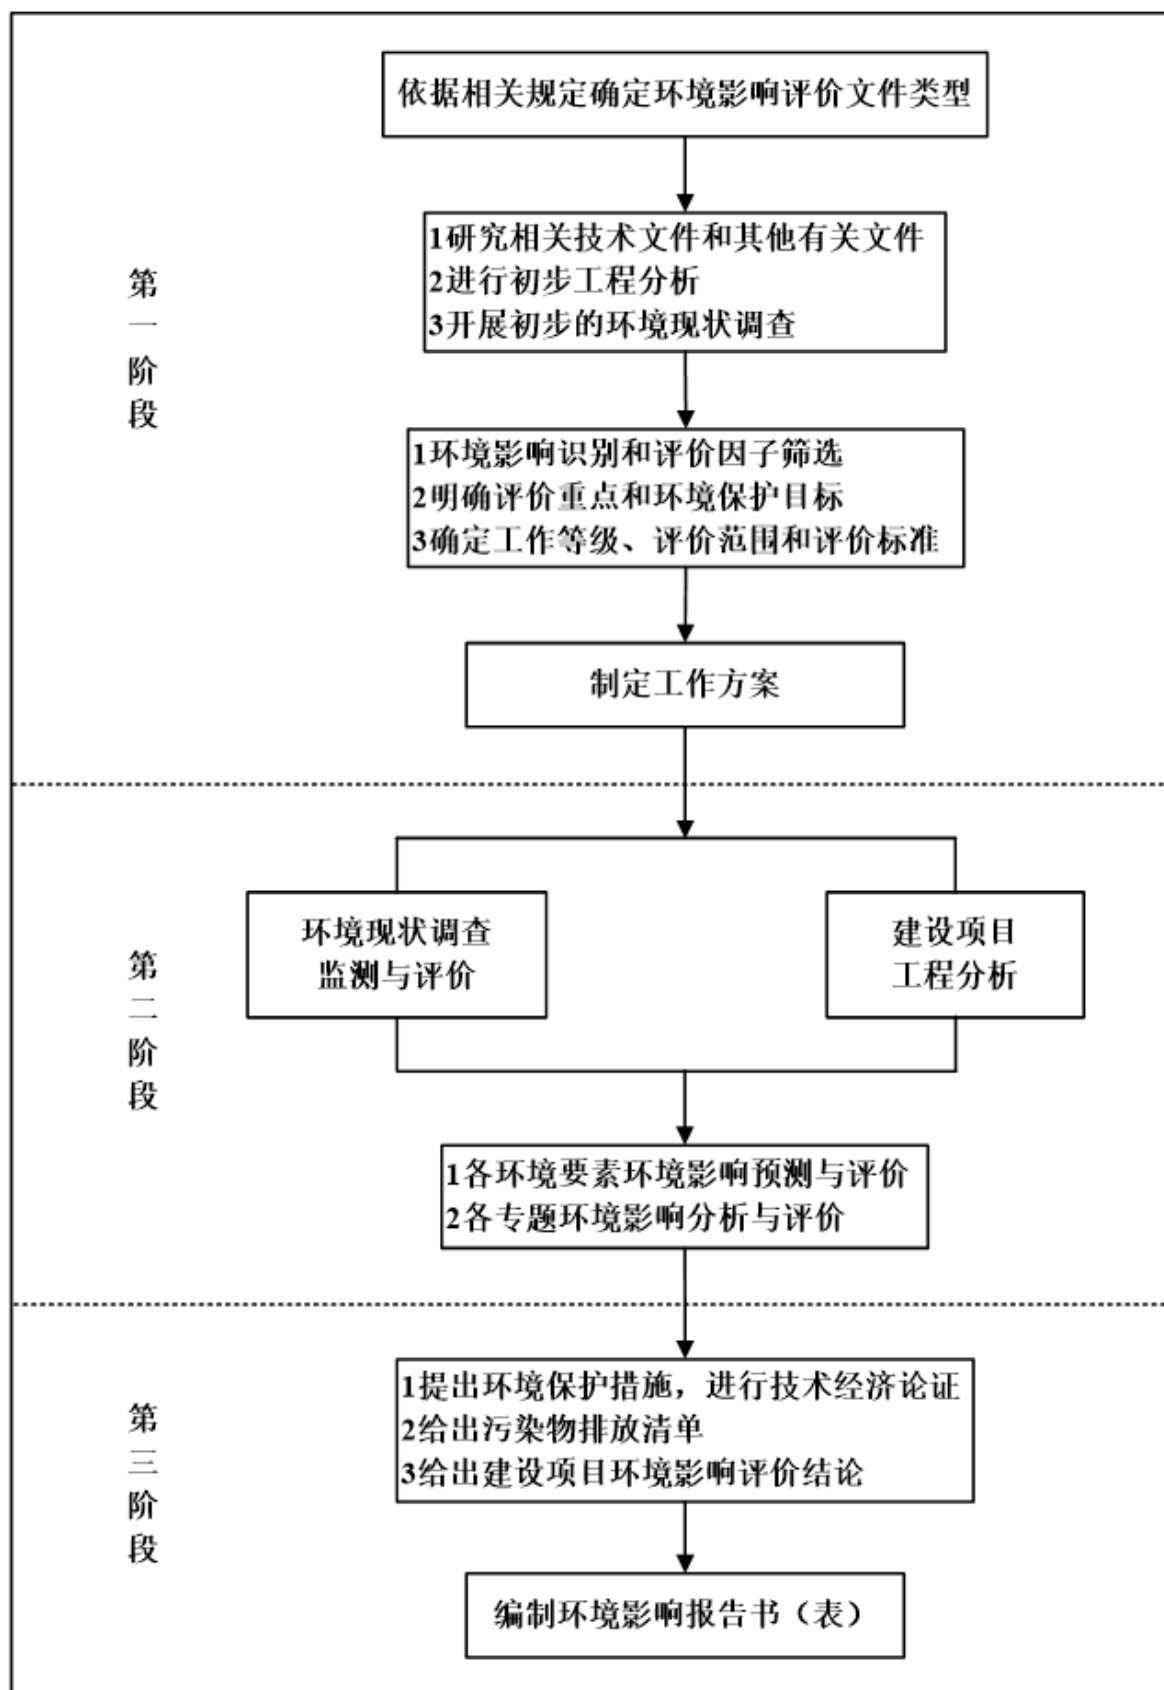 依据相关规定确定环境影响评价文件类型
第一阶段
1研究相关技术文件和其他有关文件
2进行初步工程分析
3开展初步的环境现状调查
1环境影响识别和评价因子筛选
2明确评价重点和环境保护目标
3确定工作等级、评价范围和评价标准
制定工作方案
第二阶段
环境现状调查
监测与评价
建设项目
工程分析
1各环境要素环境影响预测与评价
2各专题环境影响分析与评价
第三阶段
1提出环境保护措施，进行技术经济论证
2给出污染物排放清单
3给出建设项目环境影响评价结论
编制环境影响报告书（表）